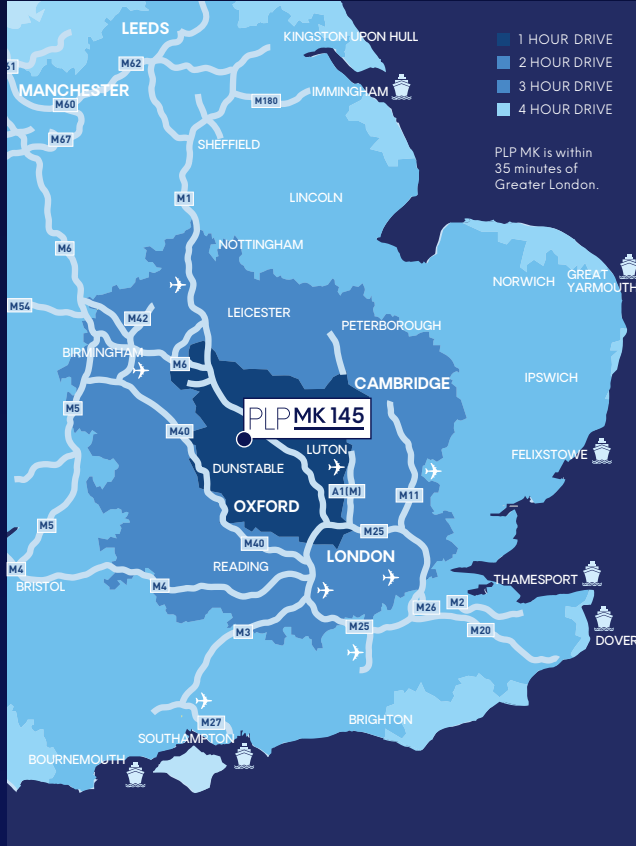 LEEDS
KINGSTON UPON HULL
1 HOUR DRIVE
2 HOUR DRIVE
3 HOUR DRIVE
4 HOUR DRIVE
61
M62
MANCHESTER
M60
M180
IMMINGHAM
M67
SHEFFIELD
PLP MK is within
35 minutes of
Greater London.
M1
LINCOLN
M6
NOTTINGHAM
NORWICH
GREAT
YARMOUTH
M54
M42
LEICESTER
PETERBOROUGH
BIRMINGHAM
M6
CAMBRIDGE
IPSWICH
M5
PLP MK 145
M40
LUTON
DUNSTABLE
FELIXSTOWE
A1(M)
M11
OXFORD
M5
M25
M40
LONDON
M4
READING
BRISTOL
M4
THAMESPORT
M26
M2
M3
M25
M20
DOVER
M27
BRIGHTON
SOUTHAMPTON
BOURNEMOUTH